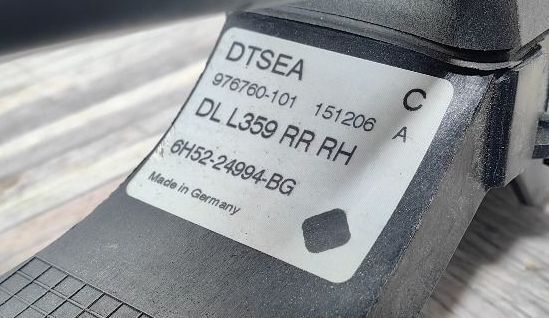 DTSEA C
976760-101 151206 A
DL L359 RR RH
6H52-24994-BG
Made in Germany